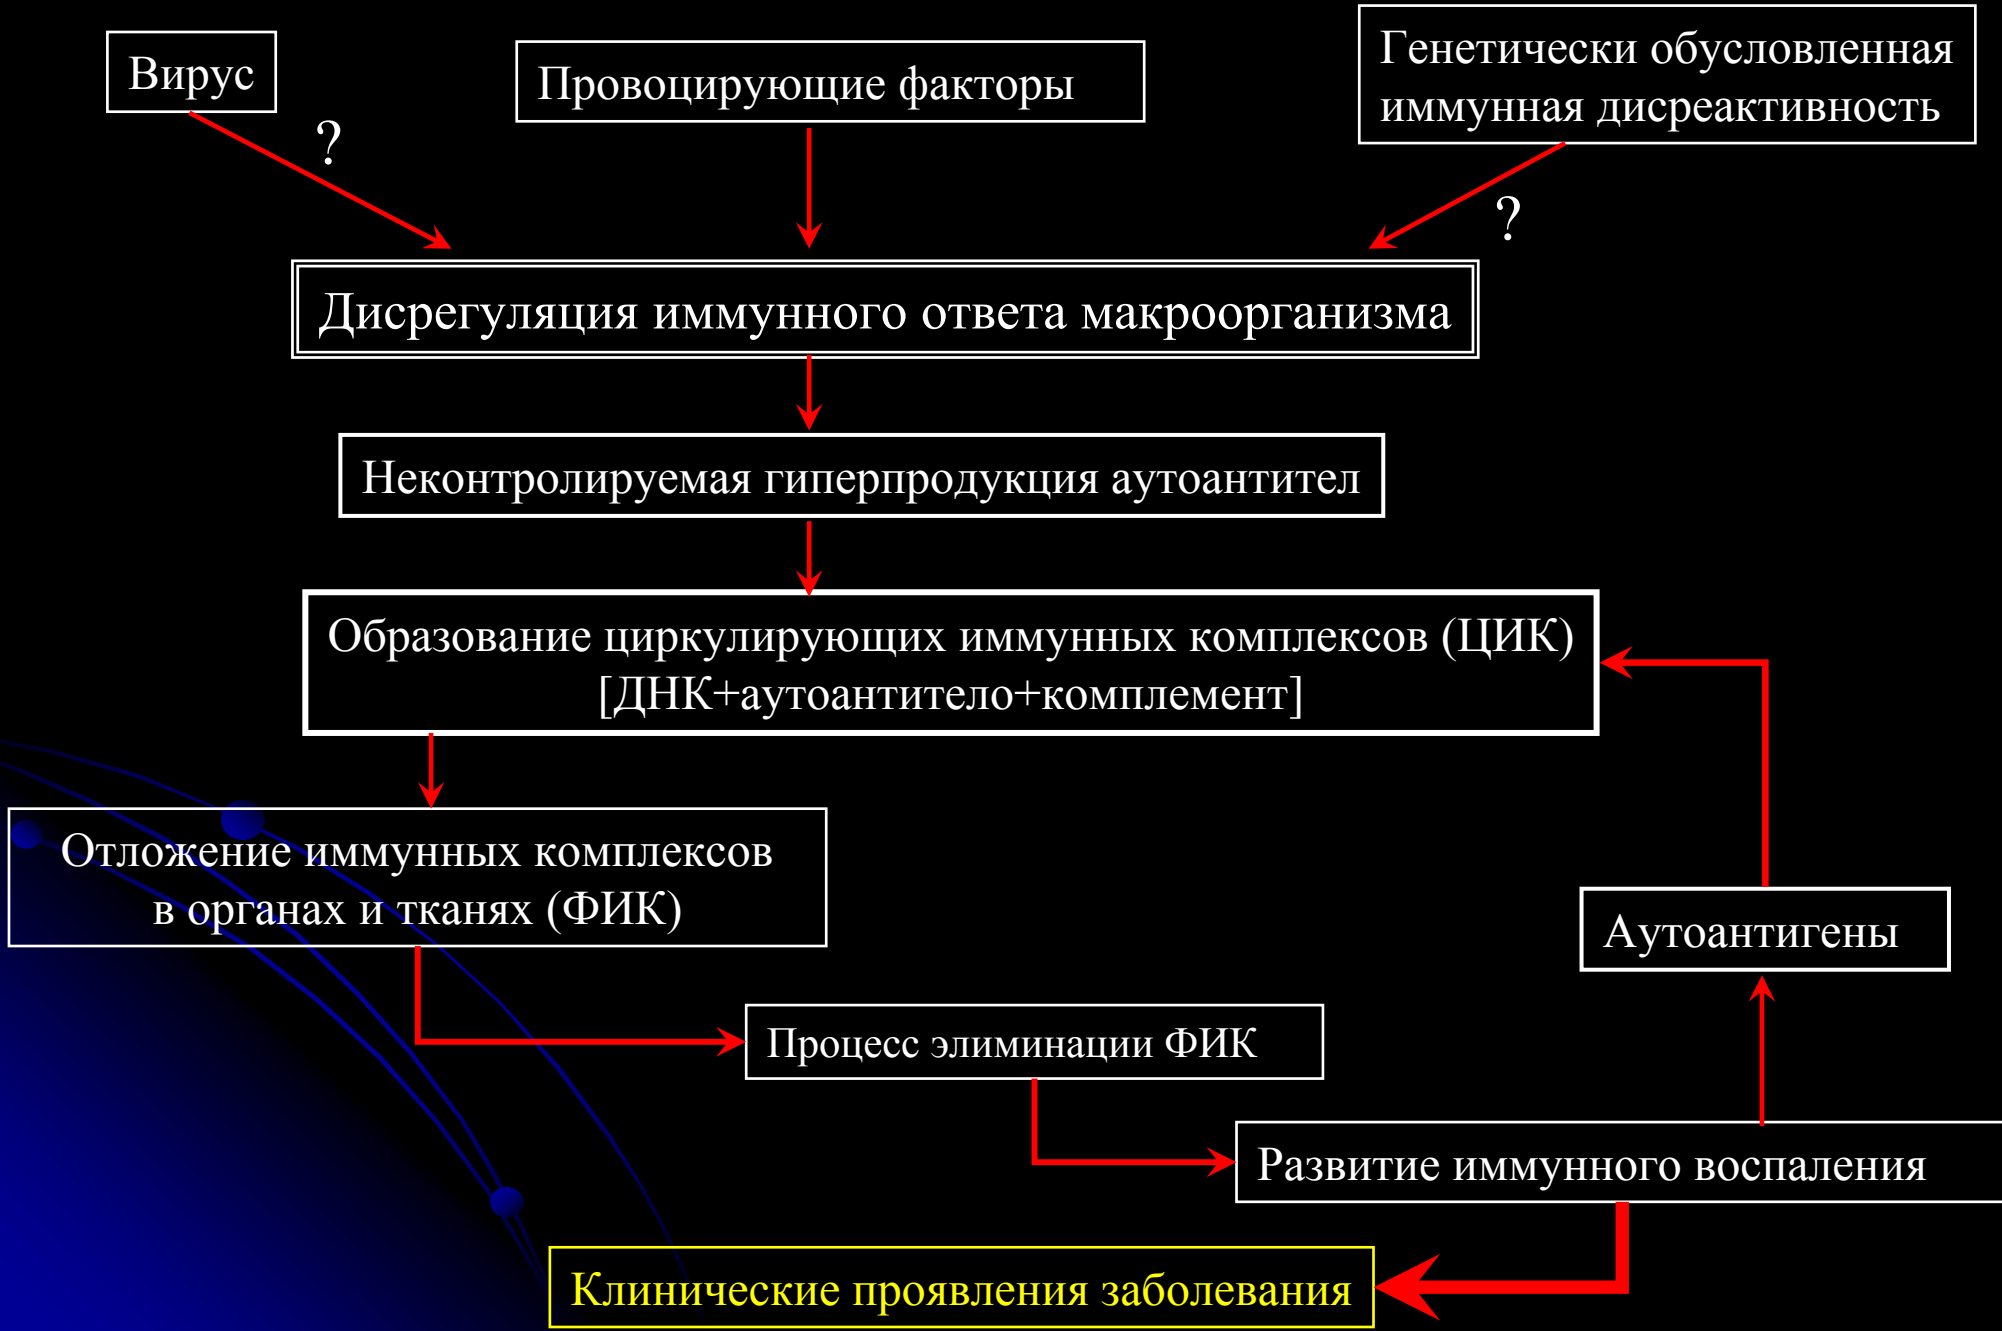 Вирус
Провоцирующие факторы
Генетически обусловленная
иммунная дисреактивность
?
?
Дисрегуляция иммунного ответа макроорганизма
Неконтролируемая гиперпродукция аутоантител
Образование циркулирующих иммунных комплексов (ЦИК)
[ДНК+аутоантитело+комплемент]
Отложение иммунных комплексов
в органах и тканях (ФИК)
Аутоантигены
Процесс элиминации ФИК
Развитие иммунного воспаления
Клинические проявления заболевания